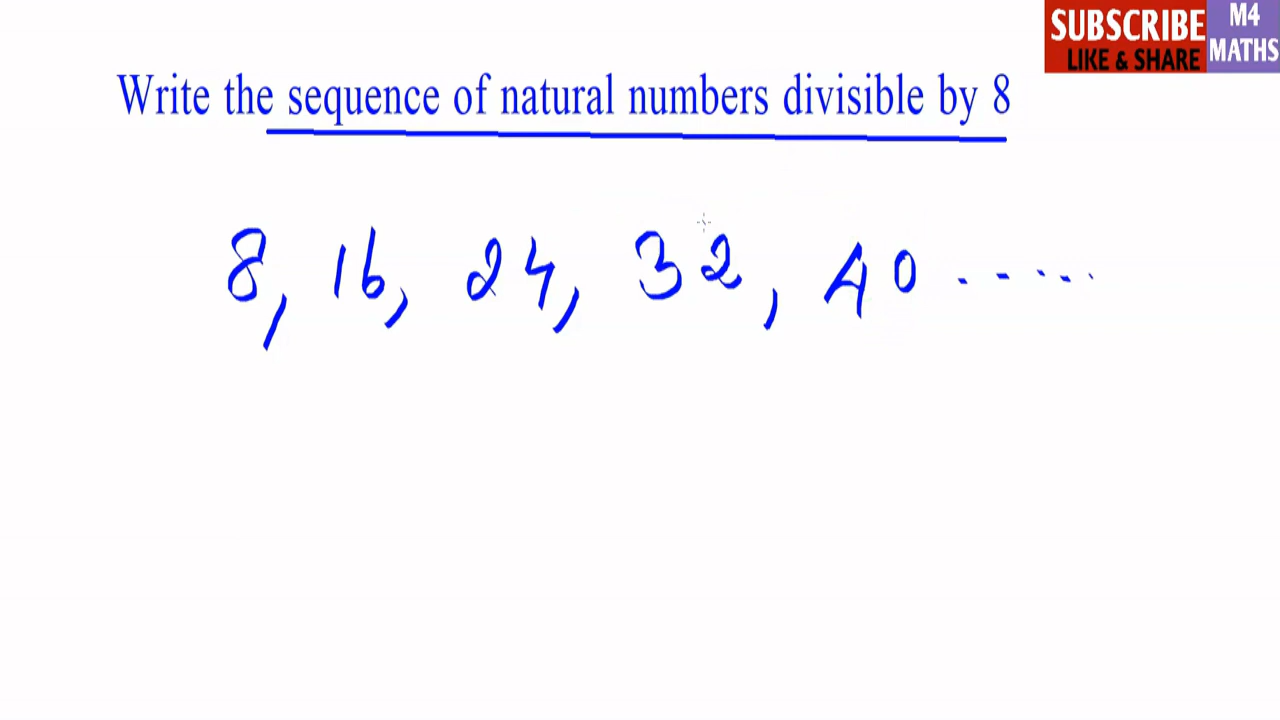 SUBSCRIBE
LIKE & SHARE
M4
MATHS
Write the sequence of natural numbers divisible by 8
8, 16, 24, 32, 40 .....